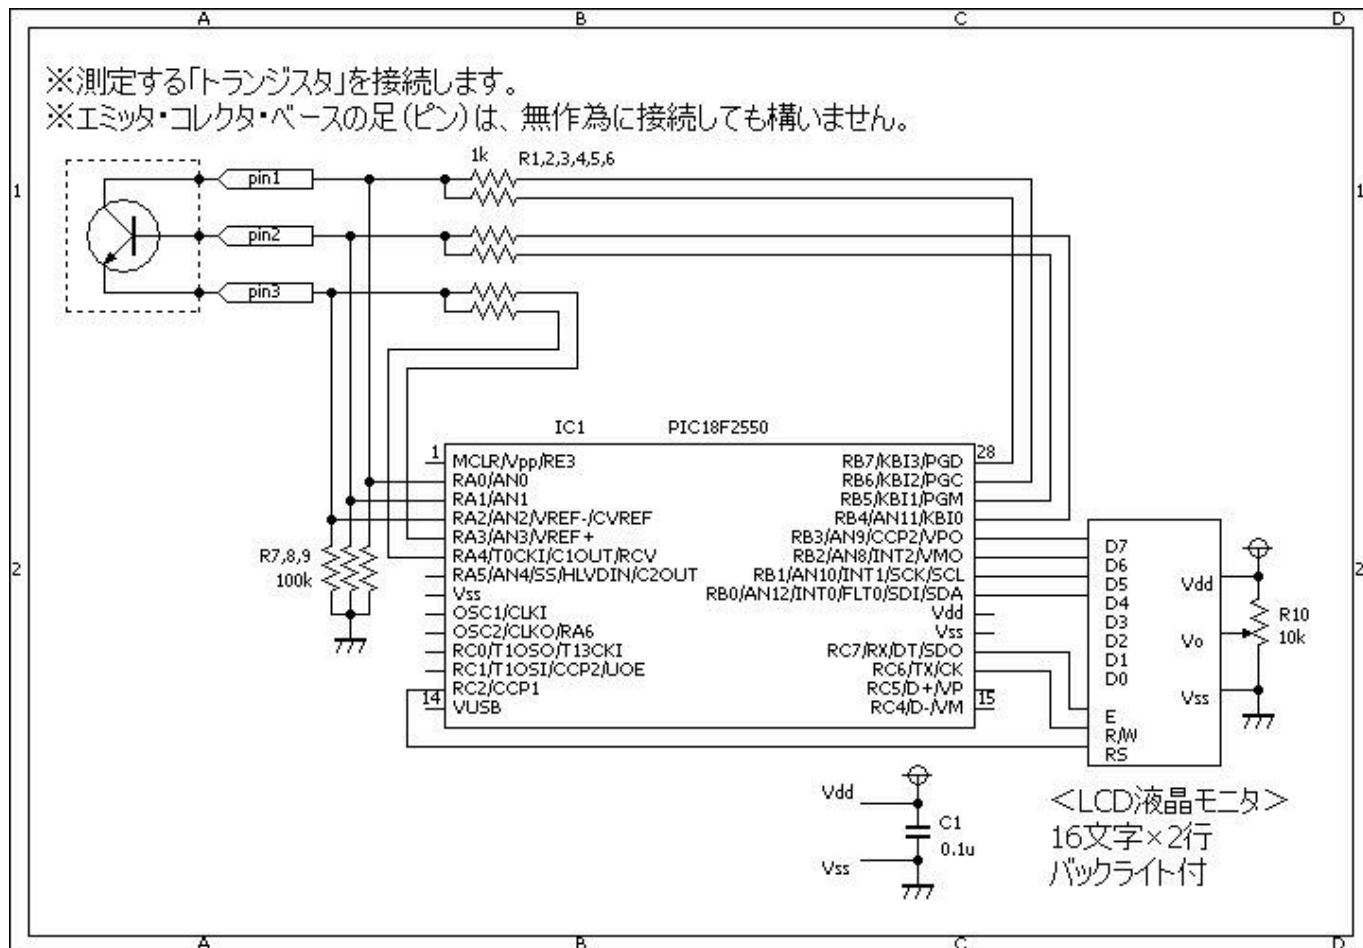 A B C D
※測定する「トランジスタ」を接続します。
※エミッタ・コレクタ・ベースの足(ピン)は、無作為に接続しても構いません。
1k R1,2,3,4,5,6
1 1
pin1
pin2
pin3
IC1 PIC18F2550
1 28
MCLR/Vpp/RE3 RB7/KBI3/PGD
RA0/AN0 RB6/KBI2/PGC
RA1/AN1 RB5/KBI1/PGM
RA2/AN2/VREF-/CVREF RB4/AN11/KBI0
RA3/AN3/VREF+ RB3/AN9/CCP2/VPO
RA4/T0CKI/C1OUT/RCV RB2/AN8/INT2/VMO
RA5/AN4/SS/HLVDIN/C2OUT RB1/AN10/INT1/SCK/SCL
Vss RB0/AN12/INT0/FLT0/SDI/SDA
OSC1/CLKI Vdd
OSC2/CLKO/RA6 Vss
RC0/T1OSO/T13CKI RC7/RX/DT/SDO
RC1/T1OSI/CCP2/UOE RC6/TX/CK
RC2/CCP1 RC5/D+/VP
VUSB RC4/D-/VM
14 15
R7,8,9
100k
2 2
D7
D6
D5
D4
D3
D2
D1
D0
E
R/W
RS
Vdd
Vo
Vss
R10
10k
Vdd
C1
0.1u
Vss
<LCD液晶モニタ>
16文字×2行
バックライト付
A B C D